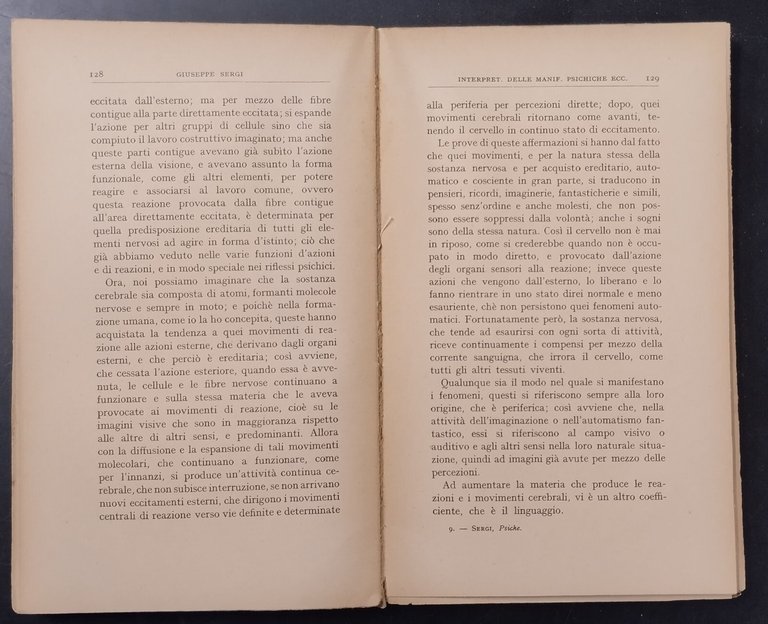 128 GIUSEPPE SERGI
eccitata dall'esterno; ma per mezzo delle fibre
contigue alla parte direttamente eccitata; si espande
l'azione per altri gruppi di cellule sino che sia
compiuto il lavoro costruttivo imaginato; ma anche
queste parti contigue avevano già subìto l'azione
esterna della visione, e avevano assunto la forma
funzionale, come gli altri elementi, per potere
reagire e associarsi al lavoro comune, ovvero
questa reazione provocata dalla fibre contigue
all'area direttamente eccitata, è determinata per
quella predisposizione ereditaria di tutti gli ele-
menti nervosi ad agire in forma d'istinto; ciò che
già abbiamo veduto nelle varie funzioni d'azioni
e di reazioni, e in modo speciale nei riflessi psichici.
Ora, noi possiamo imaginare che la sostanza
cerebrale sia composta di atomi, formanti molecole
nervose e sempre in moto; e poichè nella forma-
zione umana, come io la ho concepita, queste hanno
acquistata la tendenza a quei movimenti di rea-
zione alle azioni esterne, che derivano dagli organi
esterni, e che perciò è ereditaria; così avviene,
che cessata l'azione esteriore, quando essa è avve-
nuta, le cellule e le fibre nervose continuano a
funzionare e sulla stessa materia che le aveva
provocate ai movimenti di reazione, cioè su le
imagini visive che sono in maggioranza rispetto
alle altre di altri sensi, e predominanti. Allora
con la diffusione e la espansione di tali movimenti
molecolari, che continuano a funzionare, come
per l'innanzi, si produce un'attività continua ce-
rebrale, che non subisce interruzione, se non arrivano
nuovi eccitamenti esterni, che dirigono i movimenti
centrali di reazione verso vie definite e determinate
INTERPRET. DELLE MANIF. PSICHICHE ECC. 129
alla periferia per percezioni dirette; dopo, quei
movimenti cerebrali ritornano come avanti, te-
nendo il cervello in continuo stato di eccitamento.
Le prove di queste affermazioni si hanno dal fatto
che quei movimenti, e per la natura stessa della
sostanza nervosa e per acquisto ereditario, auto-
matico e cosciente in gran parte, si traducono in
pensieri, ricordi, imaginerie, fantasticherie e simili,
spesso senz'ordine e anche molesti, che non pos-
sono essere soppressi dalla volontà; anche i sogni
sono della stessa natura. Così il cervello non è mai
in riposo, come si crederebbe quando non è occu-
pato in modo diretto, e provocato dall'azione
degli organi sensori alla reazione; invece queste
azioni che vengono dall'esterno, lo liberano e lo
fanno rientrare in uno stato direi normale e meno
esauriente, chè non persistono quei fenomeni auto-
matici. Fortunatamente però, la sostanza nervosa,
che tende ad esaurirsi con ogni sorta di attività,
riceve continuamente i compensi per mezzo della
corrente sanguigna, che irrora il cervello, come
tutti gli altri tessuti viventi.
Qualunque sia il modo nel quale si manifestano
i fenomeni, questi si riferiscono sempre alla loro
origine, che è periferica; così avviene che, nella
attività dell'imaginazione o nell'automatismo fan-
tastico, essi si riferiscono al campo visivo o
auditivo e agli altri sensi nella loro naturale situa-
zione, quindi ad imagini già avute per mezzo delle
percezioni.
Ad aumentare la materia che produce le rea-
zioni e i movimenti cerebrali, vi è un altro coeffi-
ciente, che è il linguaggio.
9. — SERGI, Psiche.